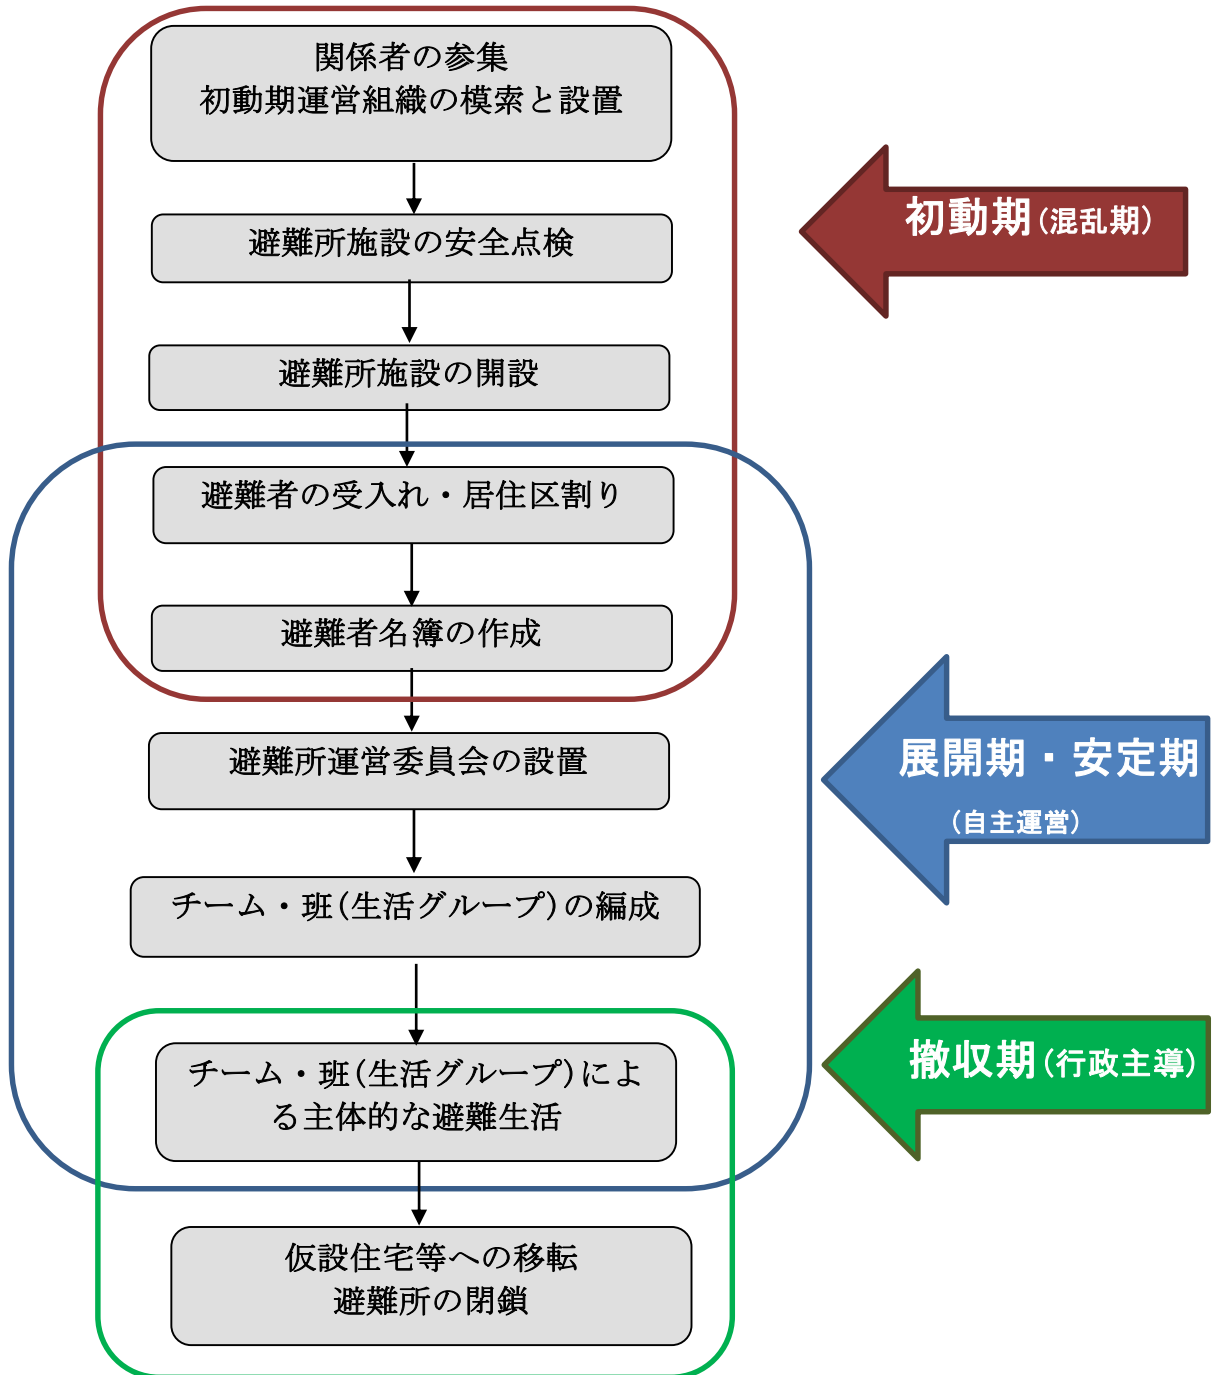 関係者の参集
初動期運営組織の模索と設置
避難所施設の安全点検
初動期(混乱期)
避難所施設の開設
避難者の受入れ・居住区割り
避難者名簿の作成
避難所運営委員会の設置
展開期・安定期
(自主運営)
チーム・班(生活グループ)の編成
チーム・班(生活グループ)によ
る主体的な避難生活
撤収期(行政主導)
仮設住宅等への移転
避難所の閉鎖